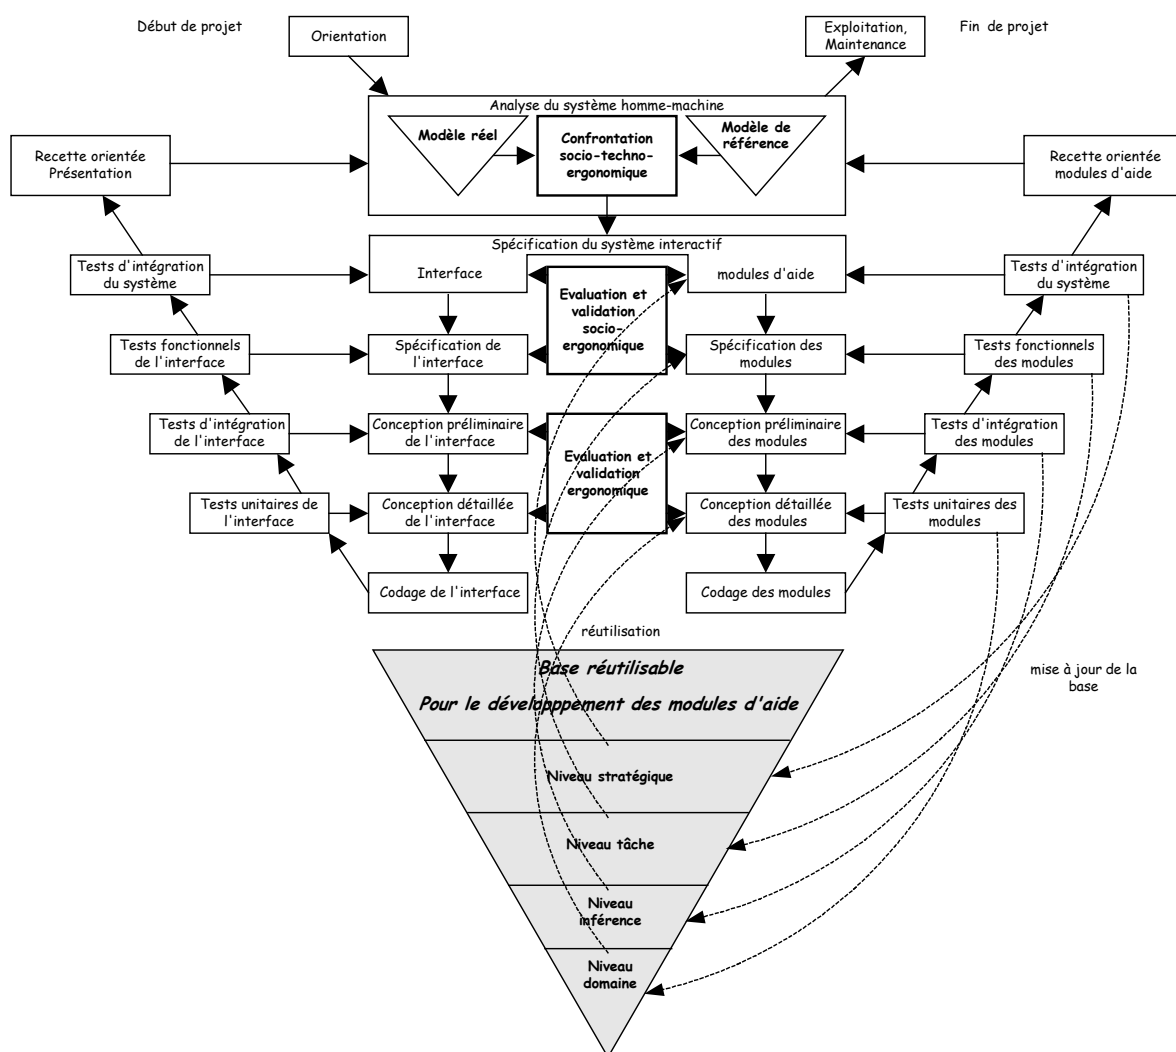 Début de projet
Orientation
Exploitation,
Maintenance
Fin de projet
Analyse du système homme-machine
Modèle réel
Confrontation
socio-techno-
ergonomique
Modèle de
référence
Recette orientée
Présentation
Recette orientée
modules d'aide
Spécification du système interactif
Interface
modules d'aide
Tests d'intégration
du système
Evaluation et
validation
socio-
ergonomique
Tests d'intégration
du système
Tests fonctionnels
de l'interface
Spécification de
l'interface
Spécification des
modules
Tests fonctionnels
des modules
Tests d'intégration
de l'interface
Conception préliminaire
de l'interface
Evaluation et
validation
ergonomique
Conception préliminaire
des modules
Tests d'intégration
des modules
Tests unitaires de
l'interface
Conception détaillée
de l'interface
Conception détaillée
des modules
Tests unitaires des
modules
Codage de l'interface
Codage des modules
réutilisation
mise à jour de la
base
Base réutilisable
Pour le développpement des modules d'aide
Niveau stratégique
Niveau tâche
Niveau
inférence
Niveau
domaine